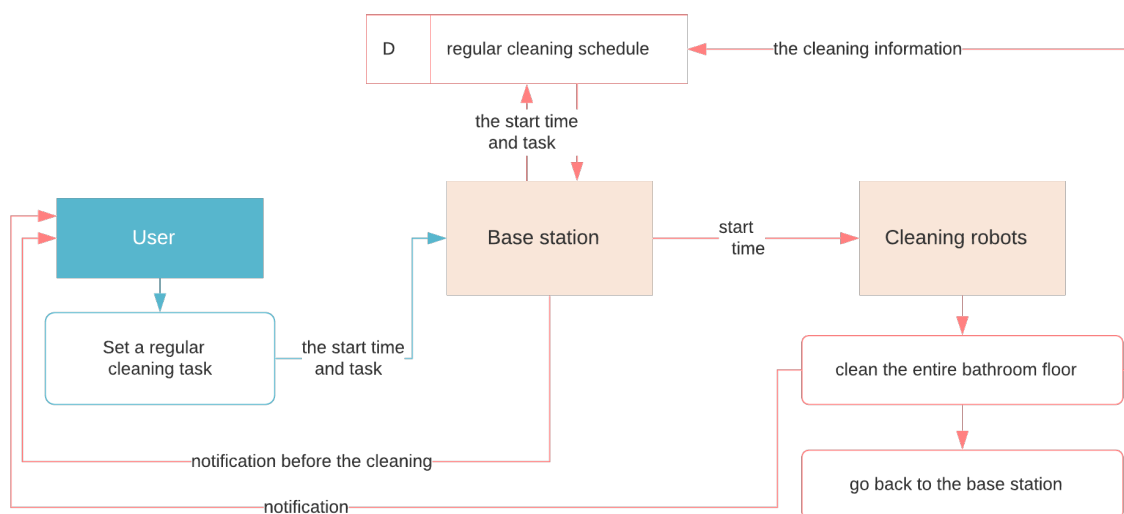 D
regular cleaning schedule
the cleaning information
the start time
and task
User
Base station
start
time
Cleaning robots
Set a regular
cleaning task
the start time
and task
clean the entire bathroom floor
notification before the cleaning
go back to the base station
notification